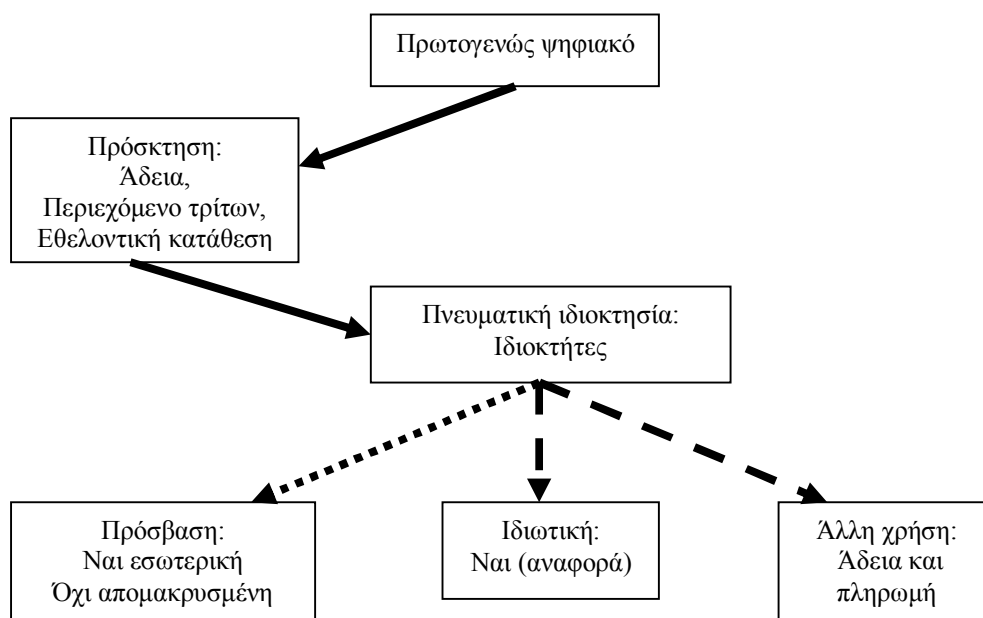 Πρωτογενώς ψηφιακό
Πρόσκτηση:
Άδεια,
Περιεχόμενο τρίτων,
Εθελοντική κατάθεση
Πνευματική ιδιοκτησία:
Ιδιοκτήτες
Πρόσβαση:
Ναι εσωτερική
Όχι απομακρυσμένη
Ιδιωτική:
Ναι (αναφορά)
Άλλη χρήση:
Άδεια και
πληρωμή